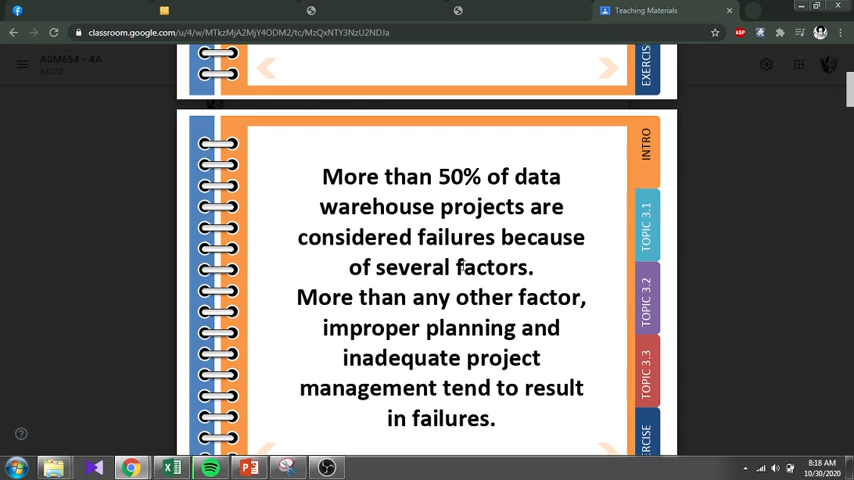 Teaching Materials
classroom.google.com/u/4/w/MTkzMjA2MjY4ODM2/tc/MzQxNTY3NzU2NDJa
ABP
ASM654 - 4A
BA232
EXERCIS
INTRO
More than 50% of data
warehouse projects are
considered failures because
of several factors.
More than any other factor,
improper planning and
inadequate project
management tend to result
in failures.
TOPIC 3.1
TOPIC 3.2
TOPIC 3.3
ERCISE
8:18 AM
10/30/2020